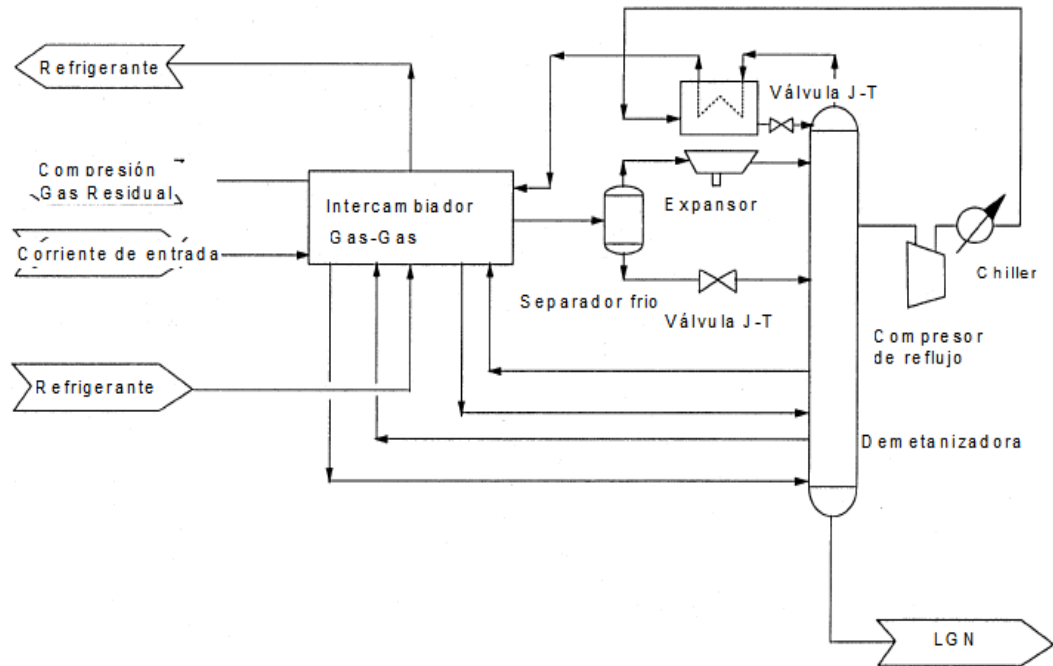 Refrigerante
Válvula J-T
Compresión
Gas Residual
Intercambiador
Gas-Gas
Expansor
Corriente de entrada
Chiller
Separador frio
Válvula J-T
Compresor
de reflujo
Refrigerante
Demetanizadora
LGN